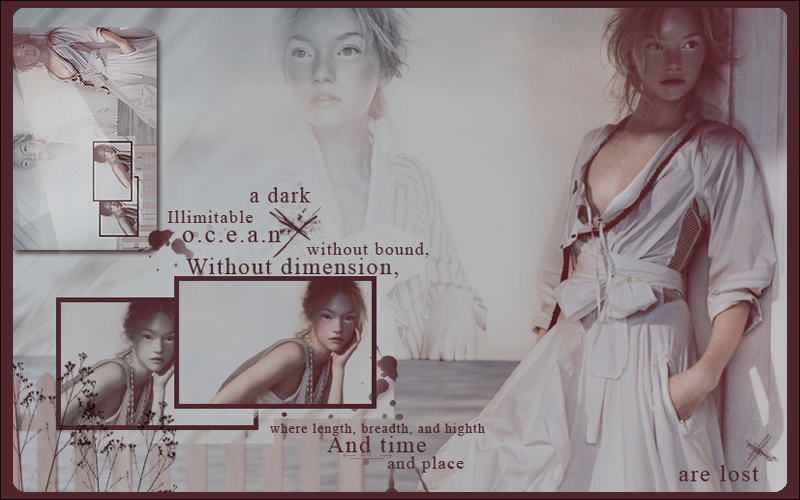 a dark
Illimitable
o.c.e.a.n
without bound,
Without dimension,
where length, breadth, and highth
And time
and place
are lost